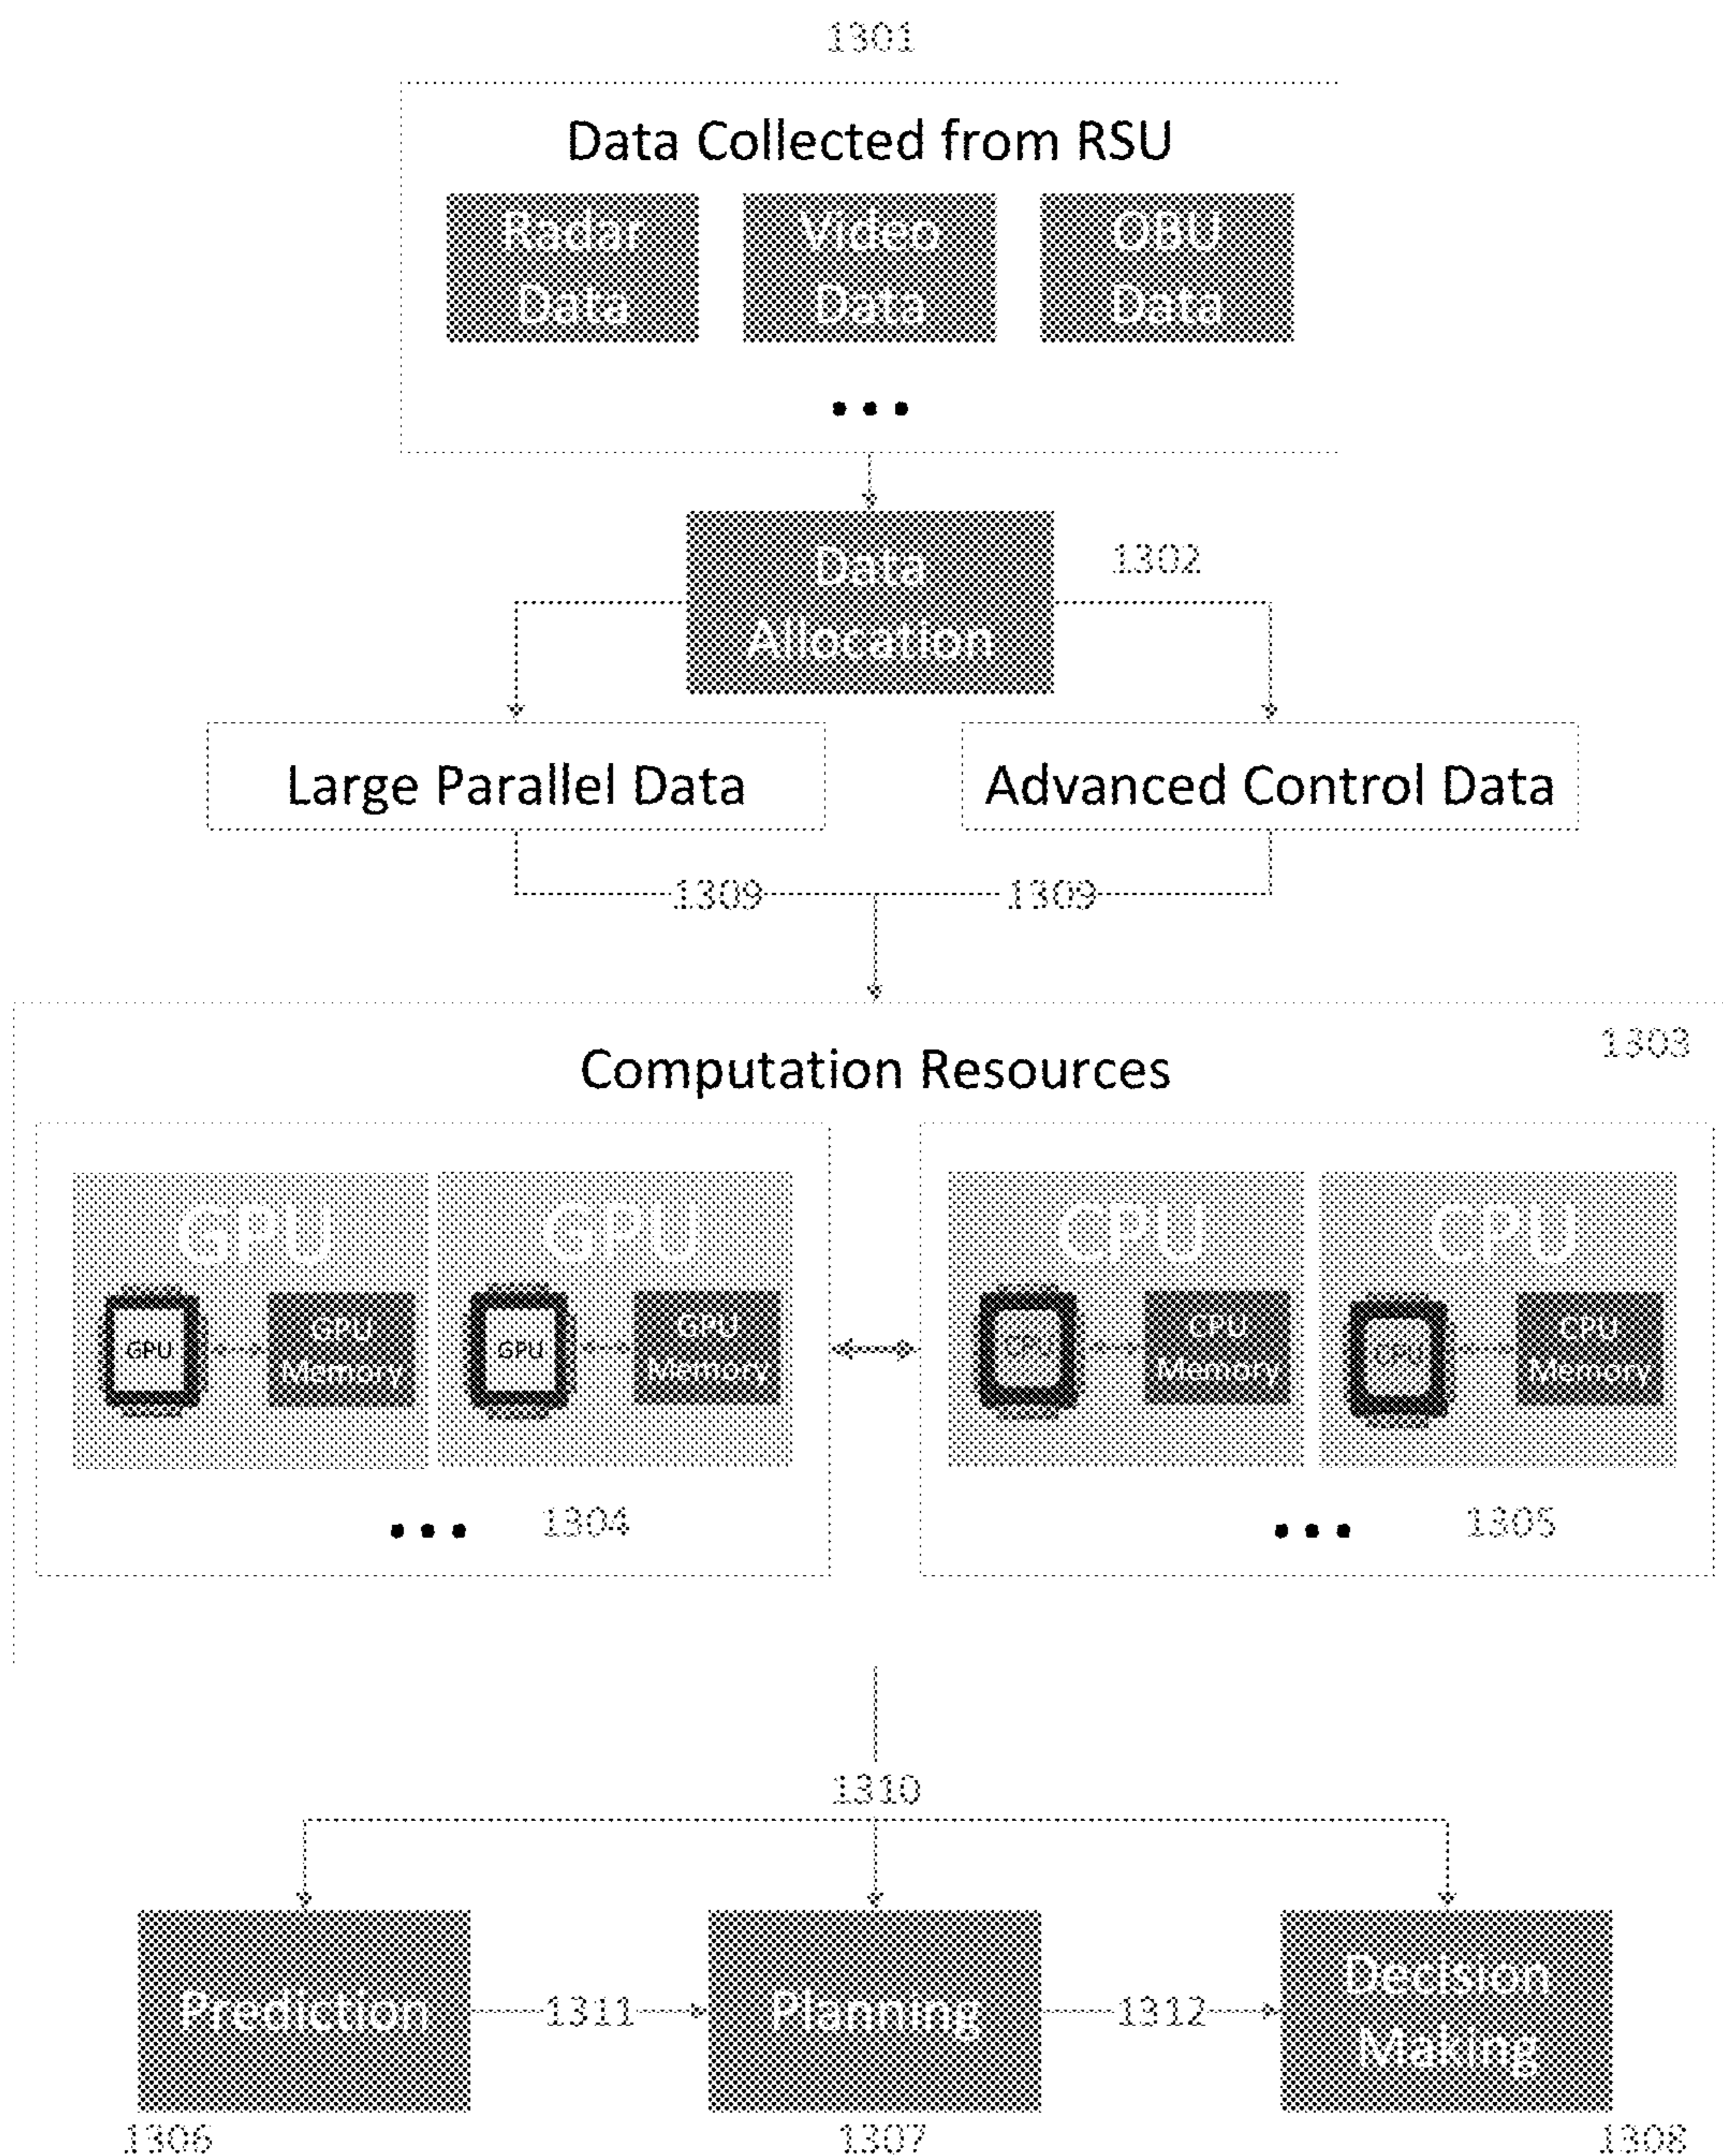 1301
Data Collected from RSU
Radar
Data
Video
Data
OBU
Data
...
Data
Allocation
1302
Large Parallel Data
Advanced Control Data
1309
1309
1303
Computation Resources
GPU
GPU
GPU
Memory
GPU
GPU
GPU
Memory
CPU
CPU
CPU
Memory
CPU
CPU
CPU
Memory
... 1304
... 1305
1310
Prediction
1311
Planning
1312
Decision
Making
1306
1307
1308